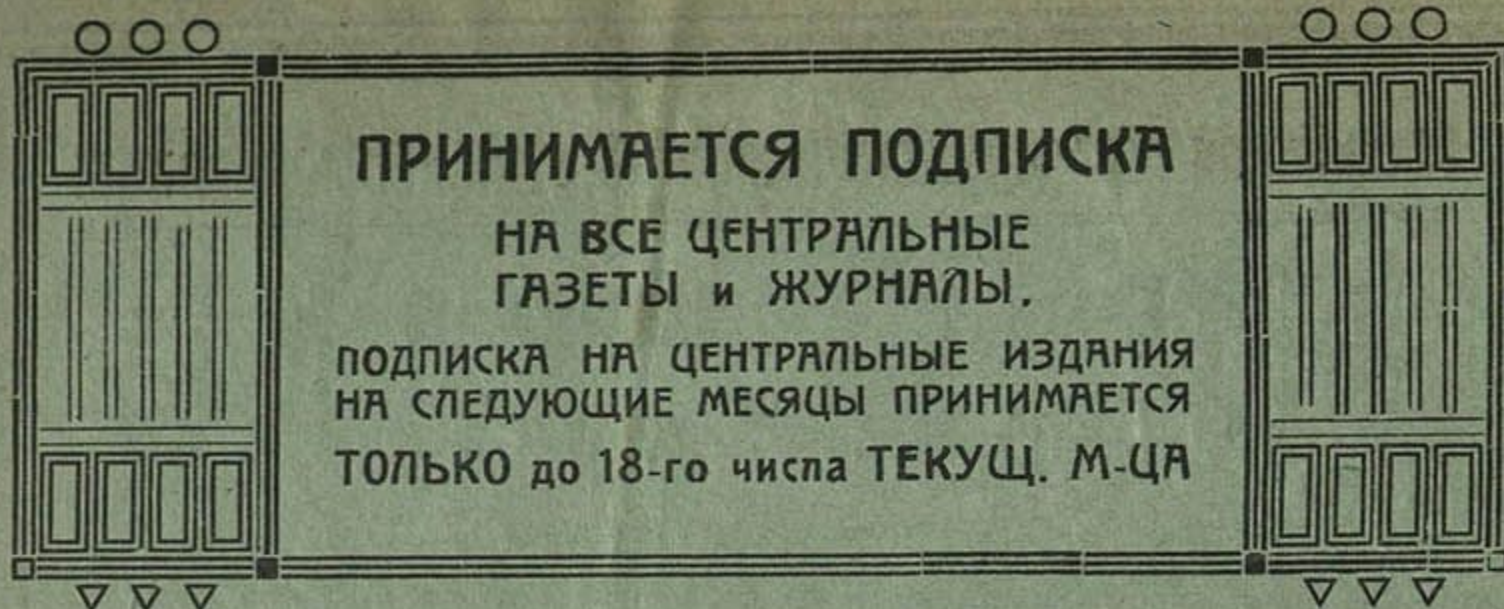 ПРИНИМАЕТСЯ ПОДПИСКА
НА ВСЕ ЦЕНТРАЛЬНЫЕ
ГАЗЕТЫ и ЖУРНАЛЫ.
ПОДПИСКА НА ЦЕНТРАЛЬНЫЕ ИЗДАНИЯ
НА СЛЕДУЮЩИЕ МЕСЯЦЫ ПРИНИМАЕТСЯ
ТОЛЬКО до 18-го числа ТЕКУЩ. М-ЦА